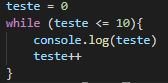 teste = 0
while (teste <= 10){
    console.log(teste)
    teste++
}